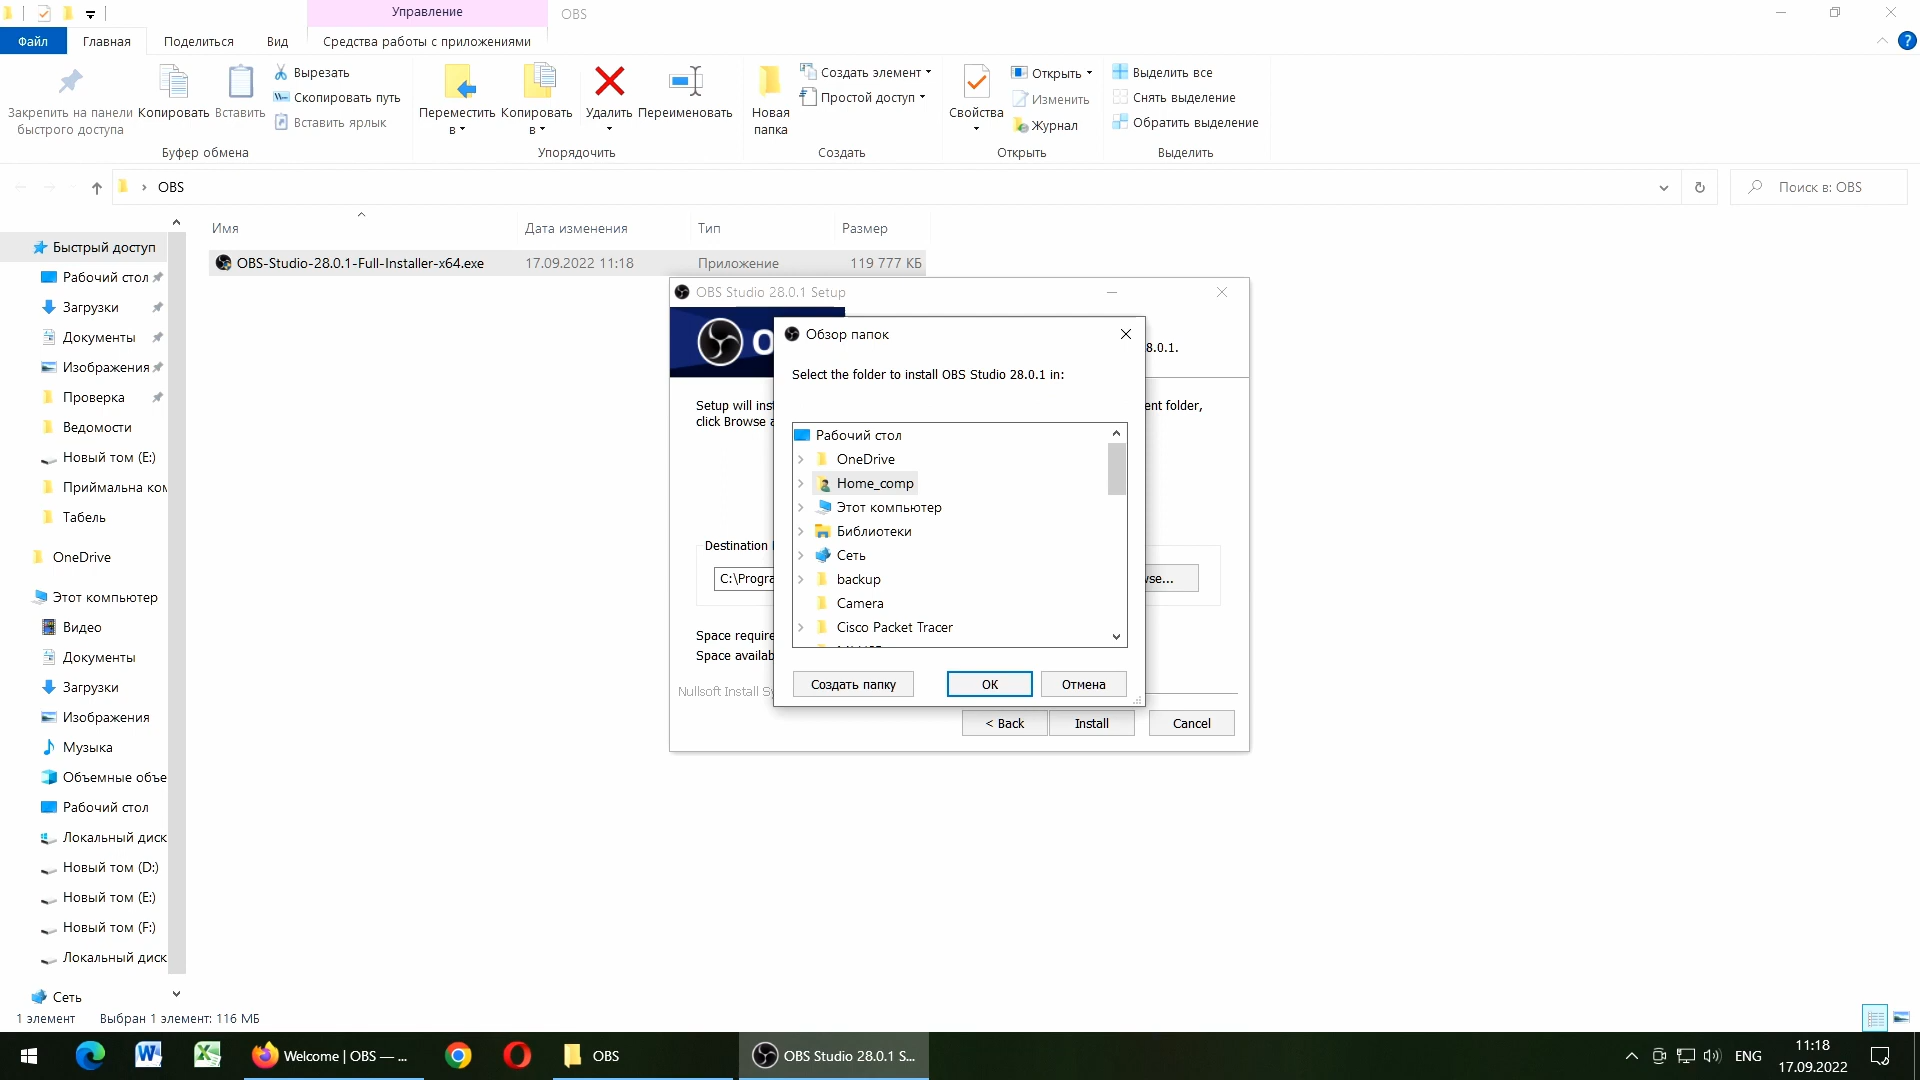 Управление
OBS
Файл
Главная
Поделиться
Вид
Средства работы с приложениями
Закрепить на панели
быстрого доступа
Копировать
Вставить
Вырезать
Скопировать путь
Вставить ярлык
Буфер обмена
Переместить
в
Копировать
в
Удалить
Переименовать
Упорядочить
Новая
папка
Создать элемент
Простой доступ
Создать
Свойства
Открыть
Изменить
Журнал
Открыть
Выделить все
Снять выделение
Обратить выделение
Выделить
OBS
Поиск в: OBS
Имя
Дата изменения
Тип
Размер
OBS-Studio-28.0.1-Full-Installer-x64.exe
17.09.2022 11:18
Приложение
119 777 КБ
Быстрый доступ
Рабочий стол
Загрузки
Документы
Изображения
Проверка
Ведомости
Новый том (E:)
Приймальна ком
Табель
OneDrive
Этот компьютер
Видео
Документы
Загрузки
Изображения
Музыка
Объемные объе
Рабочий стол
Локальный диск
Новый том (D:)
Новый том (E:)
Новый том (F:)
Локальный диск
Сеть
OBS Studio 28.0.1 Setup
8.0.1.
Setup will inst
ent folder,
click Browse a
Destination
C:\Progra
wse...
Space require
Space availab
Nullsoft Install Sy
< Back
Install
Cancel
Обзор папок
Select the folder to install OBS Studio 28.0.1 in:
Рабочий стол
OneDrive
Home_comp
Этот компьютер
Библиотеки
Сеть
backup
Camera
Cisco Packet Tracer
Создать папку
ОК
Отмена
1 элемент
Выбран 1 элемент: 116 МБ
Welcome | OBS — ...
OBS
OBS Studio 28.0.1 S...
ENG
11:18
17.09.2022